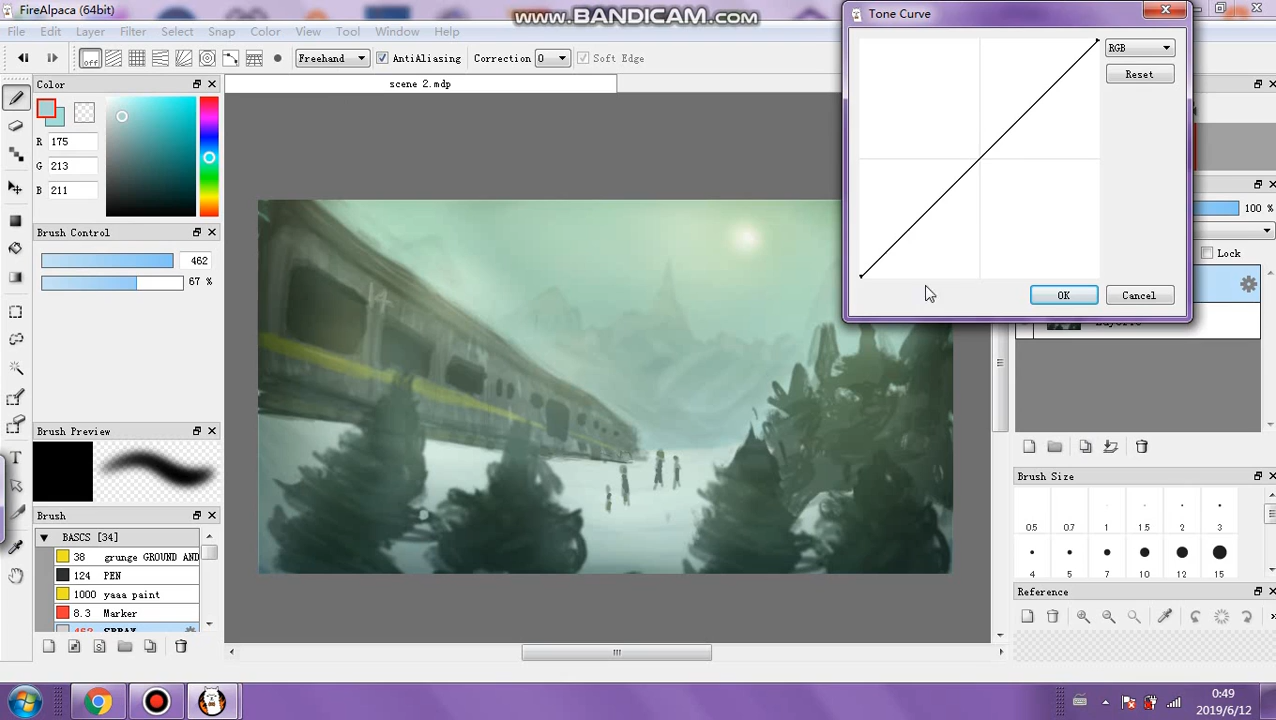 FireAlpaca (64bit)
www.BANDICAM.com
Tone Curve
File Edit Layer Filter Select Snap Color View Tool Window Help
RGB
off
Freehand
AntiAliasing
Correction 0
Soft Edge
Reset
Color
scene 2.mdp
R 175
G 213
B 211
100 %
Brush Control
Lock
462
67 %
OK
Cancel
Brush Preview
Brush Size
0.5 0.7 1 1.5 2 3
4 5 7 10 12 15
Brush
BASCS [34]
38 grunge GROUND AND
124 PEN
1000 yaaa paint
8.3 Marker
462 SPRAY
Reference
0:49
2019/6/12